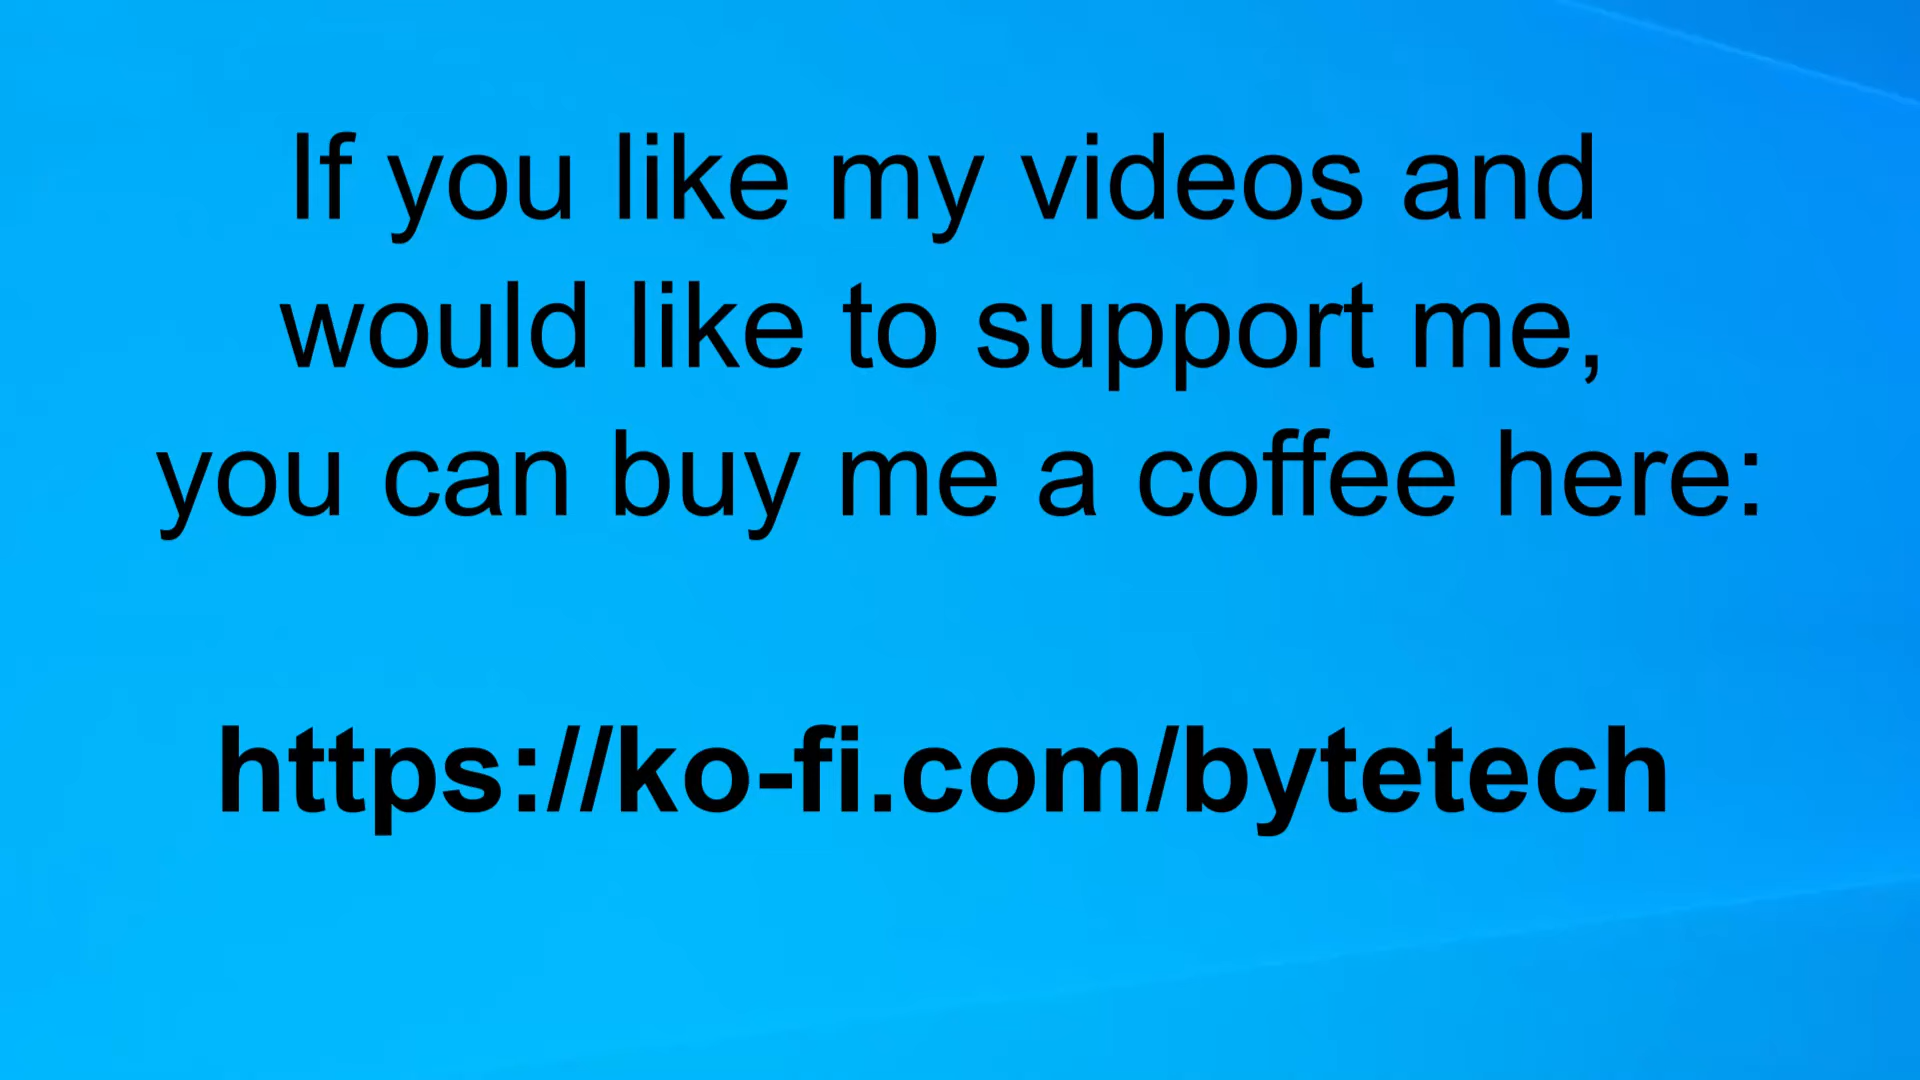 If you like my videos and
would like to support me,
you can buy me a coffee here:
https://ko-fi.com/bytetech